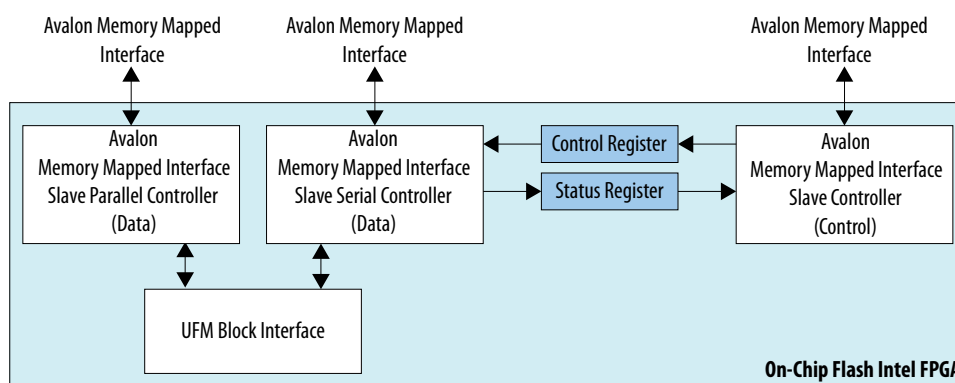 Avalon Memory Mapped
Interface
Avalon Memory Mapped
Interface
Avalon Memory Mapped
Interface
Avalon
Memory Mapped Interface
Slave Parallel Controller
(Data)
Avalon
Memory Mapped Interface
Slave Serial Controller
(Data)
Control Register
Status Register
Avalon
Memory Mapped Interface
Slave Controller
(Control)
UFM Block Interface
On-Chip Flash Intel FPGA